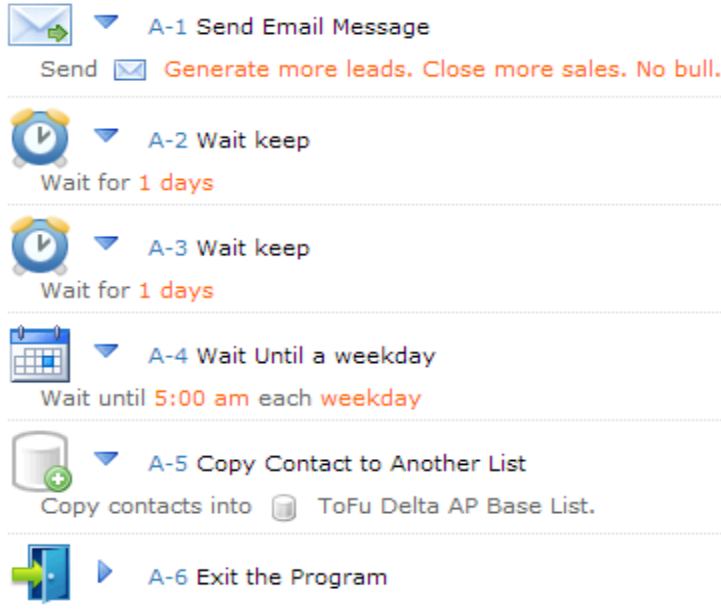 A-1 Send Email Message
Send Generate more leads. Close more sales. No bull.
A-2 Wait keep
Wait for 1 days
A-3 Wait keep
Wait for 1 days
A-4 Wait Until a weekday
Wait until 5:00 am each weekday
A-5 Copy Contact to Another List
Copy contacts into ToFu Delta AP Base List.
A-6 Exit the Program